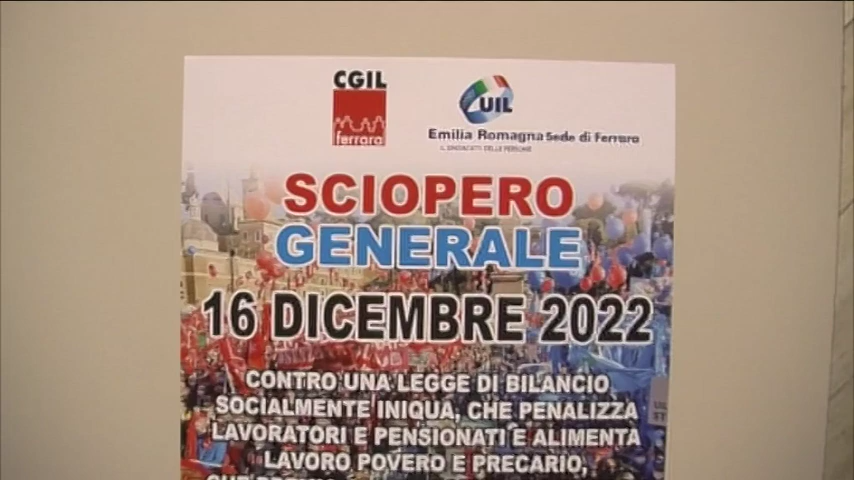 CGIL
ferrara
UIL
Emilia Romagna Sede di Ferrara
IL SINDACATO DELLE PERSONE
SCIOPERO
GENERALE
16 DICEMBRE 2022
CONTRO UNA LEGGE DI BILANCIO
SOCIALMENTE INIQUA, CHE PENALIZZA
LAVORATORI E PENSIONATI E ALIMENTA
LAVORO POVERO E PRECARIO,